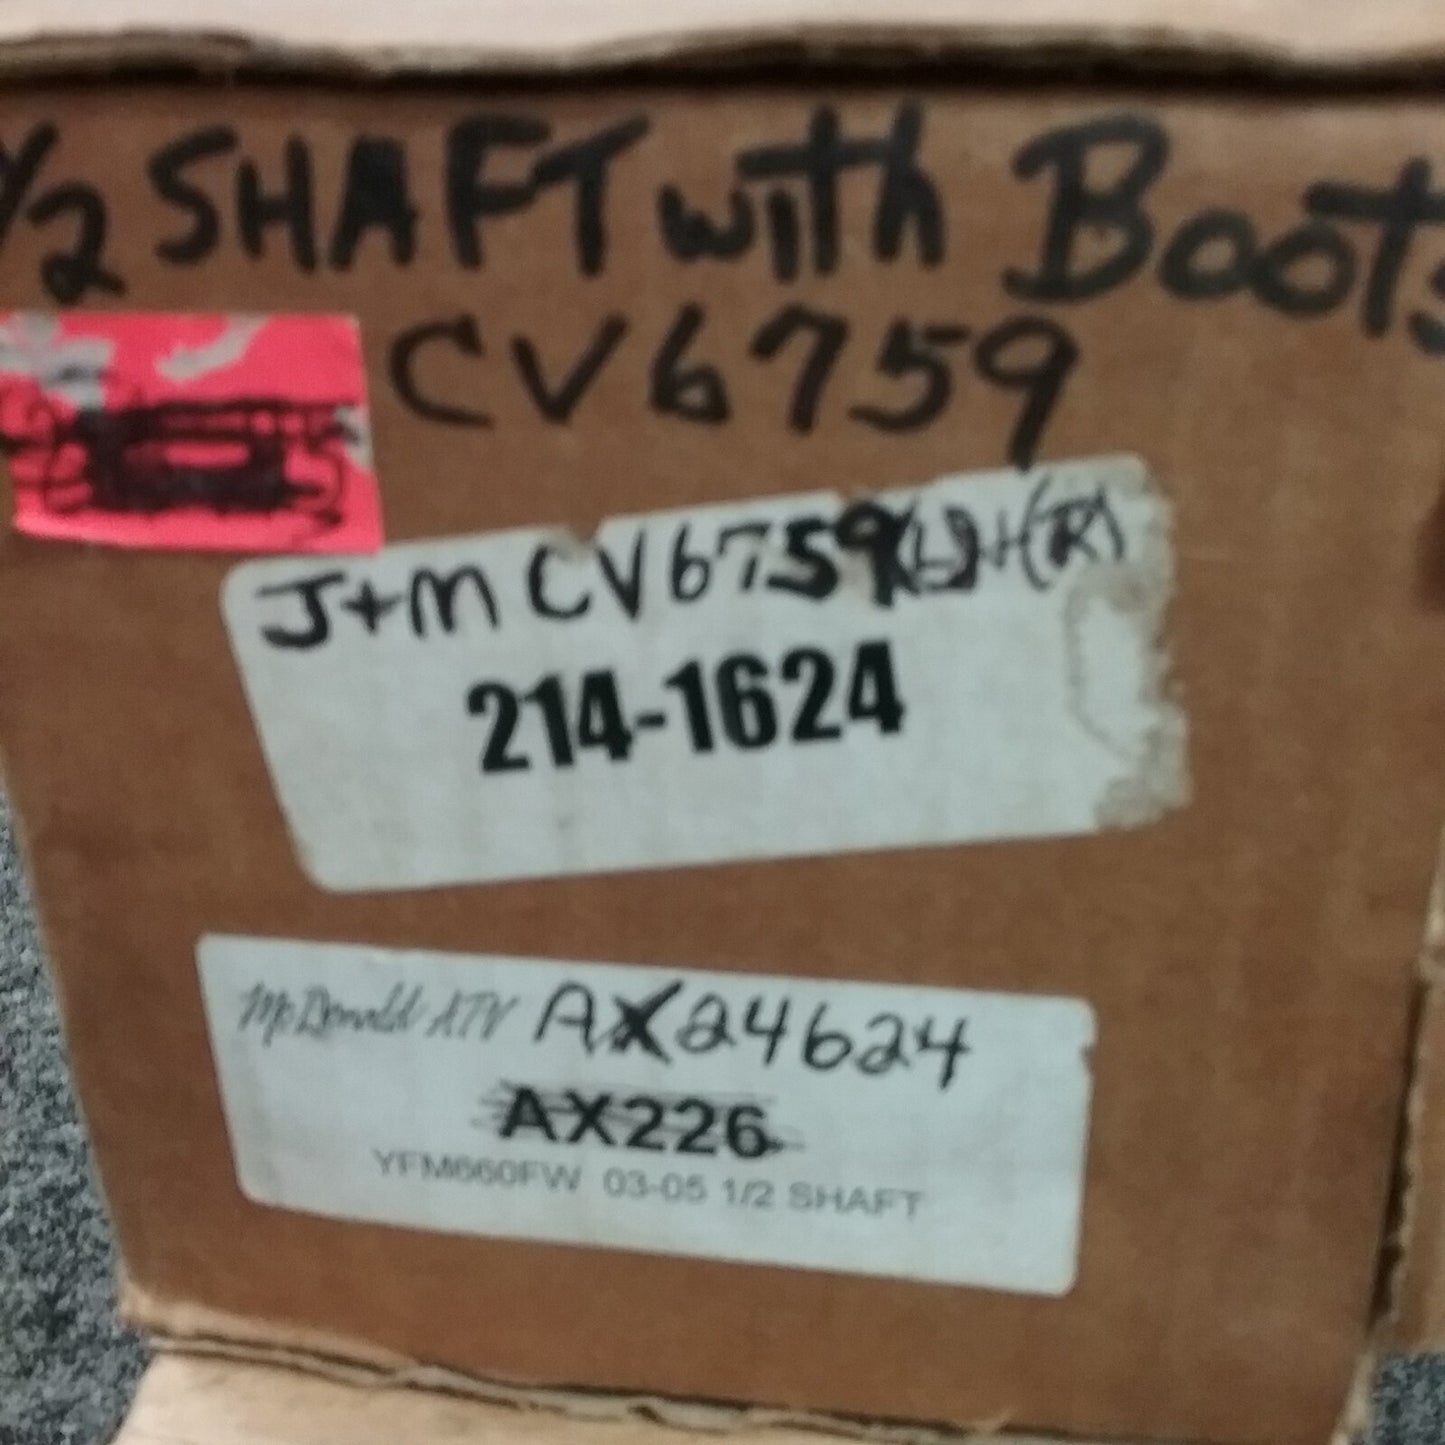 1/2 SHAFT with Boots
CV6759
J+M CV6759 (L)+(R)
214-1624
McDonald ATV AX24624
AX226
YFM660FW 03-05 1/2 SHAFT